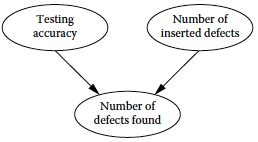 Testing
accuracy
Number of
inserted defects
Number of
defects found